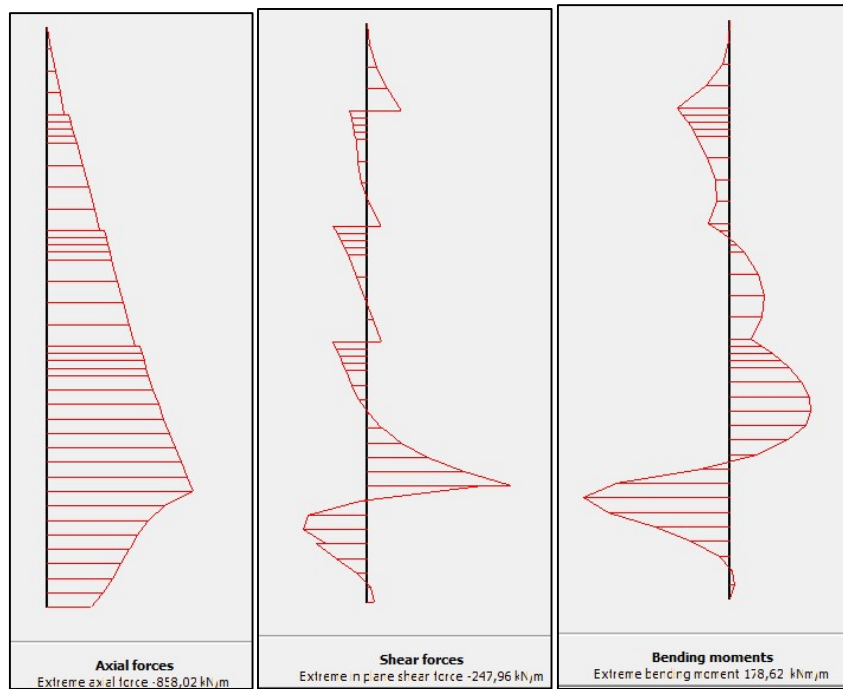 Axial forces
Extreme axial force -858,02 kN/m
Shear forces
Extreme in plane shear force -247,96 kN/m
Bending moments
Extreme bending moment 178,62 kNm/m